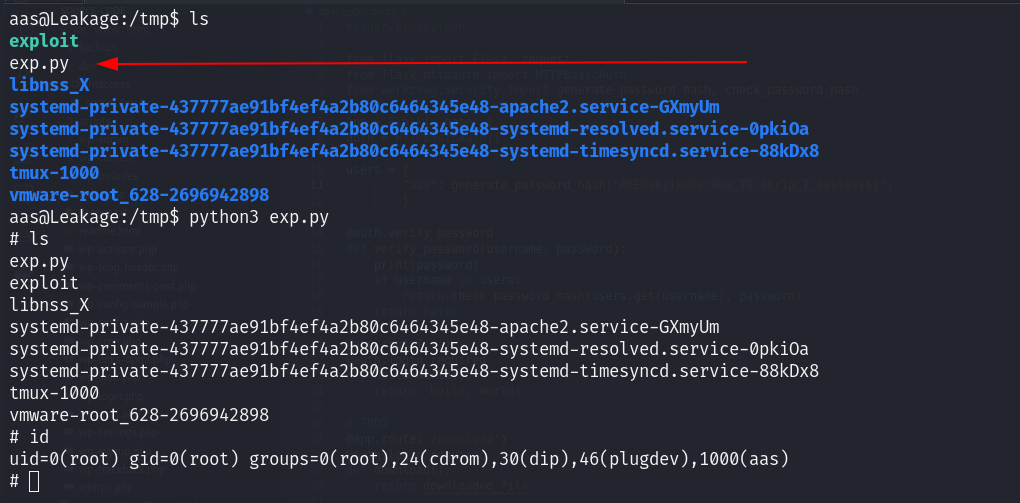 aas@Leakage:/tmp$ ls
exploit
exp.py
libnss_X
systemd-private-437777ae91bf4ef4a2b80c6464345e48-apache2.service-GXmyUm
systemd-private-437777ae91bf4ef4a2b80c6464345e48-systemd-resolved.service-0pkiOa
systemd-private-437777ae91bf4ef4a2b80c6464345e48-systemd-timesyncd.service-88kDx8
tmux-1000
vmware-root_628-2696942898
aas@Leakage:/tmp$ python3 exp.py
# ls
exp.py
exploit
libnss_X
systemd-private-437777ae91bf4ef4a2b80c6464345e48-apache2.service-GXmyUm
systemd-private-437777ae91bf4ef4a2b80c6464345e48-systemd-resolved.service-0pkiOa
systemd-private-437777ae91bf4ef4a2b80c6464345e48-systemd-timesyncd.service-88kDx8
tmux-1000
vmware-root_628-2696942898
# id
uid=0(root) gid=0(root) groups=0(root),24(cdrom),30(dip),46(plugdev),1000(aas)
#